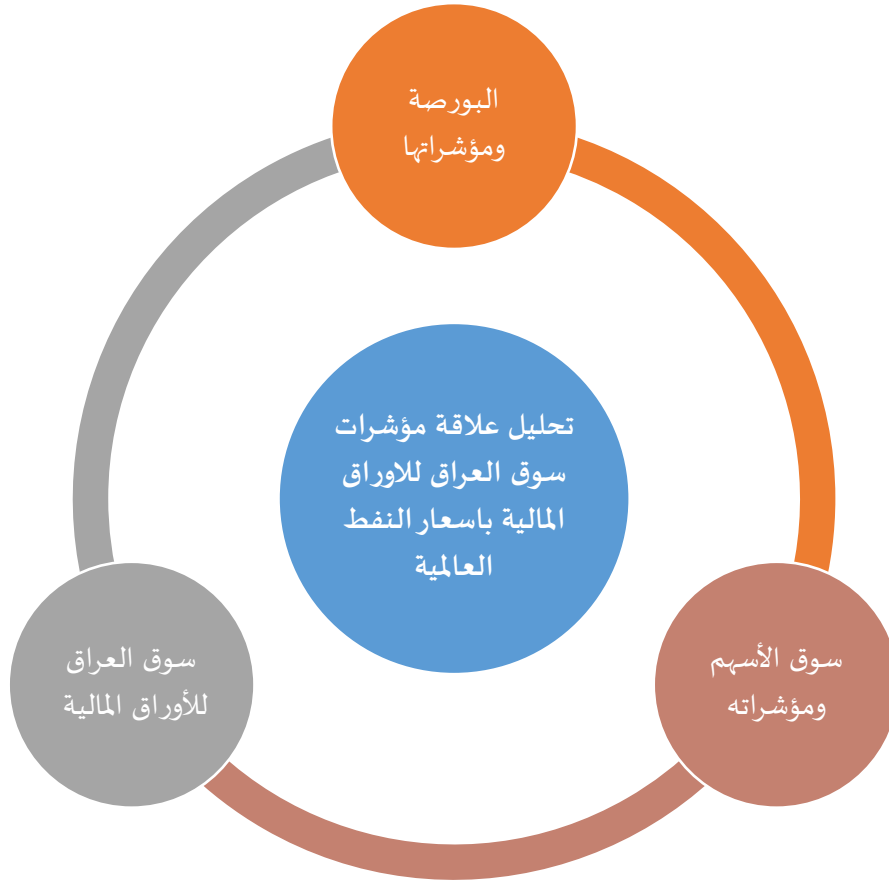 البورصة
ومؤشراتها
تحليل علاقة مؤشرات
سوق العراق للاوراق
المالية باسعار النفط
العالمية
سوق الأسهم
ومؤشراته
سوق العراق
للأوراق المالية